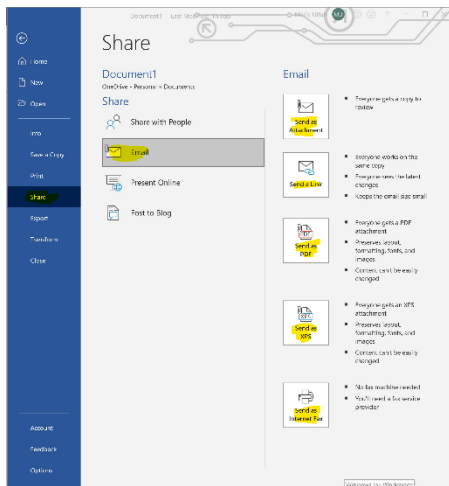 Document1
Share
Home
New
Open
Info
Save a Copy
Print
Share
Export
Transform
Close
Account
Feedback
Options
Document1
OneDrive - Personal » Documents
Share
Share with People
Email
Present Online
Post to Blog
Email
Send as
Attachment
Everyone gets a copy to
review
Send a Link
Everyone works on the
same copy
Everyone sees the latest
changes
Keeps the email size small
Send as
PDF
Everyone gets a PDF
attachment
Preserves layout,
formatting, fonts, and
images
Content can't be easily
changed
Send as
XPS
Everyone gets an XPS
attachment
Preserves layout,
formatting, fonts, and
images
Content can't be easily
changed
Send as
Internet Fax
No fax machine needed
You'll need a fax service
provider